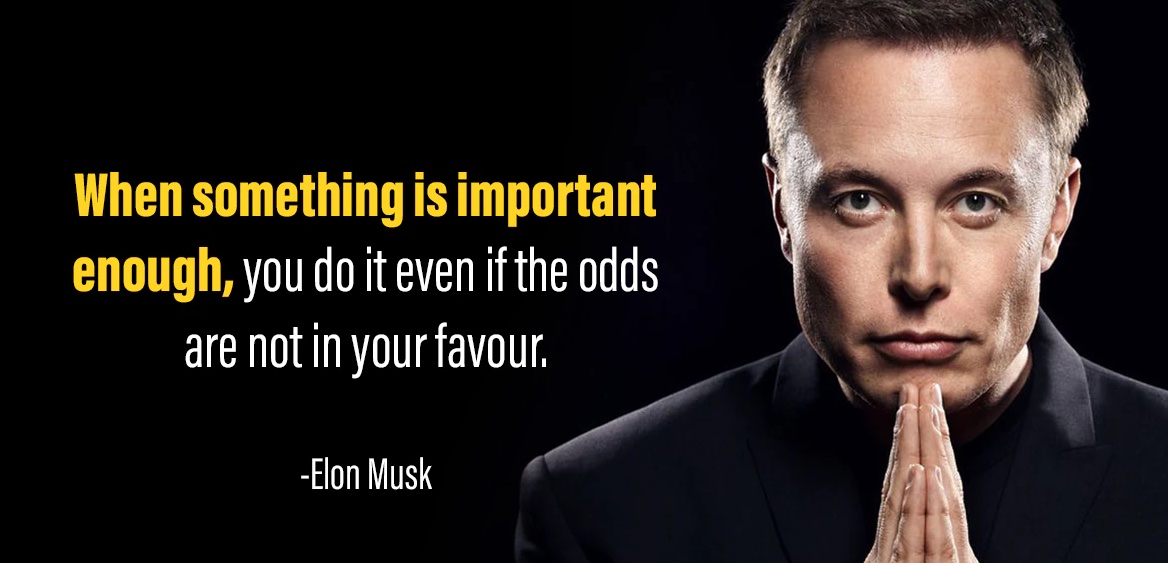 When something is important
enough, you do it even if the odds
are not in your favour.
-Elon Musk